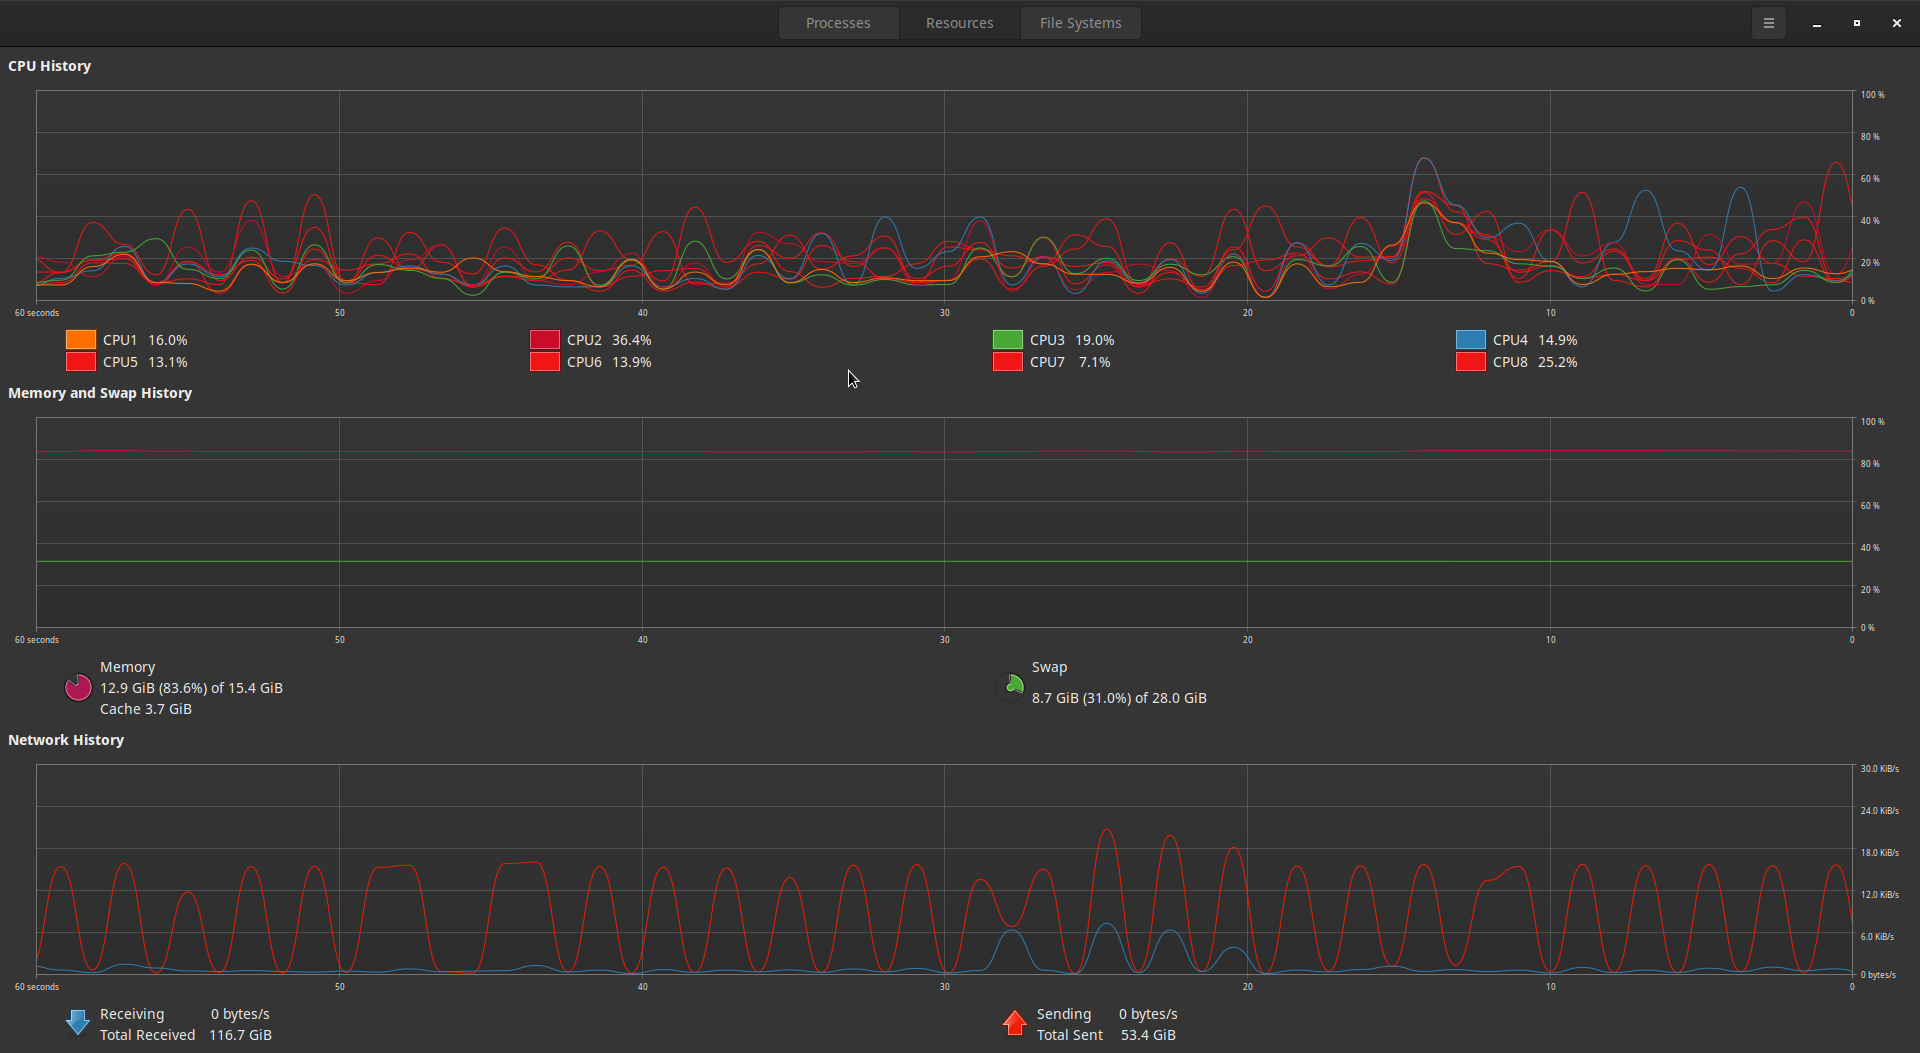 Processes Resources File Systems
CPU History
100 %
80 %
60 %
40 %
20 %
0 %
60 seconds 50 40 30 20 10 0
CPU1 16.0% CPU2 36.4% CPU3 19.0% CPU4 14.9%
CPU5 13.1% CPU6 13.9% CPU7 7.1% CPU8 25.2%
Memory and Swap History
100 %
80 %
60 %
40 %
20 %
0 %
60 seconds 50 40 30 20 10 0
Memory
12.9 GiB (83.6%) of 15.4 GiB
Cache 3.7 GiB
Swap
8.7 GiB (31.0%) of 28.0 GiB
Network History
30.0 KiB/s
24.0 KiB/s
18.0 KiB/s
12.0 KiB/s
6.0 KiB/s
0 bytes/s
60 seconds 50 40 30 20 10 0
Receiving 0 bytes/s
Total Received 116.7 GiB
Sending 0 bytes/s
Total Sent 53.4 GiB